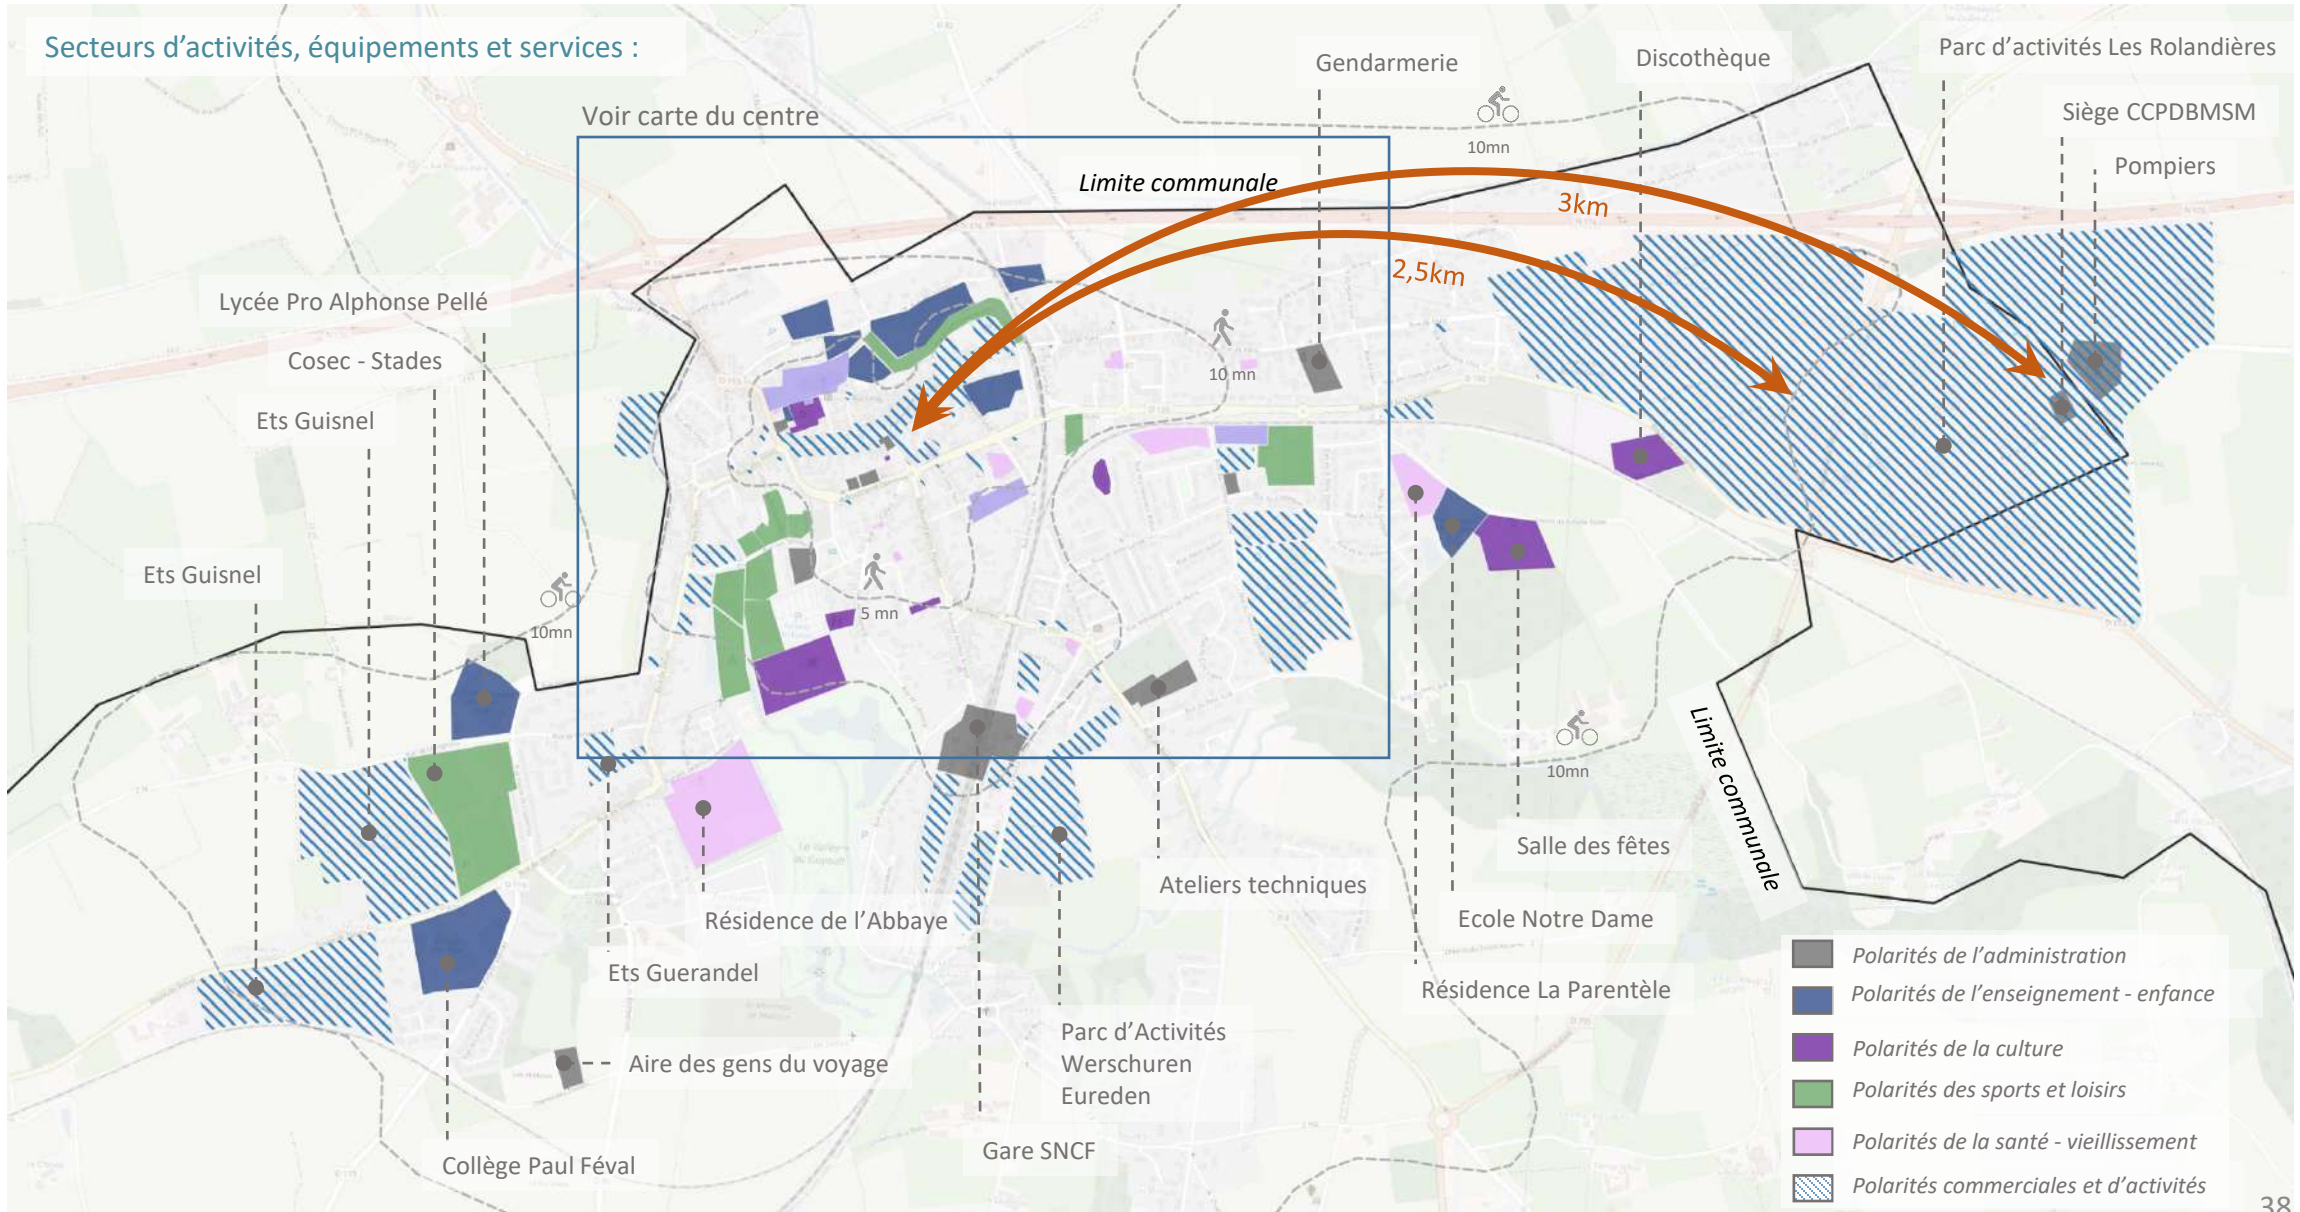 Secteurs d'activités, équipements et services :
Voir carte du centre
Gendarmerie
Discothèque
Parc d'activités Les Rolandières
Siège CCPDBMSM
Pompiers
10mn
Limite communale
3km
2,5km
Lycée Pro Alphonse Pellé
Cosec - Stades
Ets Guisnel
Ets Guisnel
10 mn
10mn
5 mn
Limite communale
10mn
Salle des fêtes
Ateliers techniques
Ecole Notre Dame
Résidence La Parentèle
Résidence de l'Abbaye
Ets Guerandel
Parc d'Activités
Werschuren
Eureden
Aire des gens du voyage
Gare SNCF
Collège Paul Féval
Polarités de l'administration
Polarités de l'enseignement - enfance
Polarités de la culture
Polarités des sports et loisirs
Polarités de la santé - vieillissement
Polarités commerciales et d'activités
38